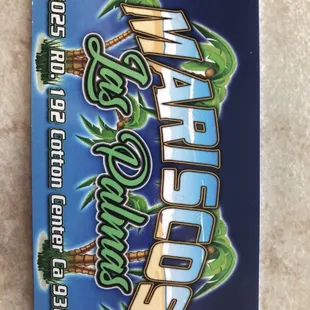 MARISCOS
Las Palmas
025 RD. 192 Cotton Center Ca 93